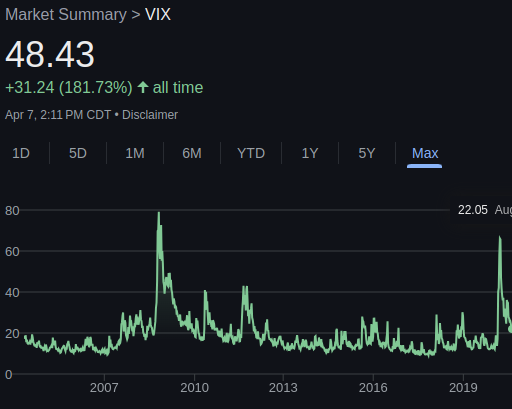 Market Summary > VIX
48.43
+31.24 (181.73%) ↑ all time
Apr 7, 2:11 PM CDT • Disclaimer
1D 5D 1M 6M YTD 1Y 5Y Max
22.05 Aug
80
60
40
20
0
2007 2010 2013 2016 2019